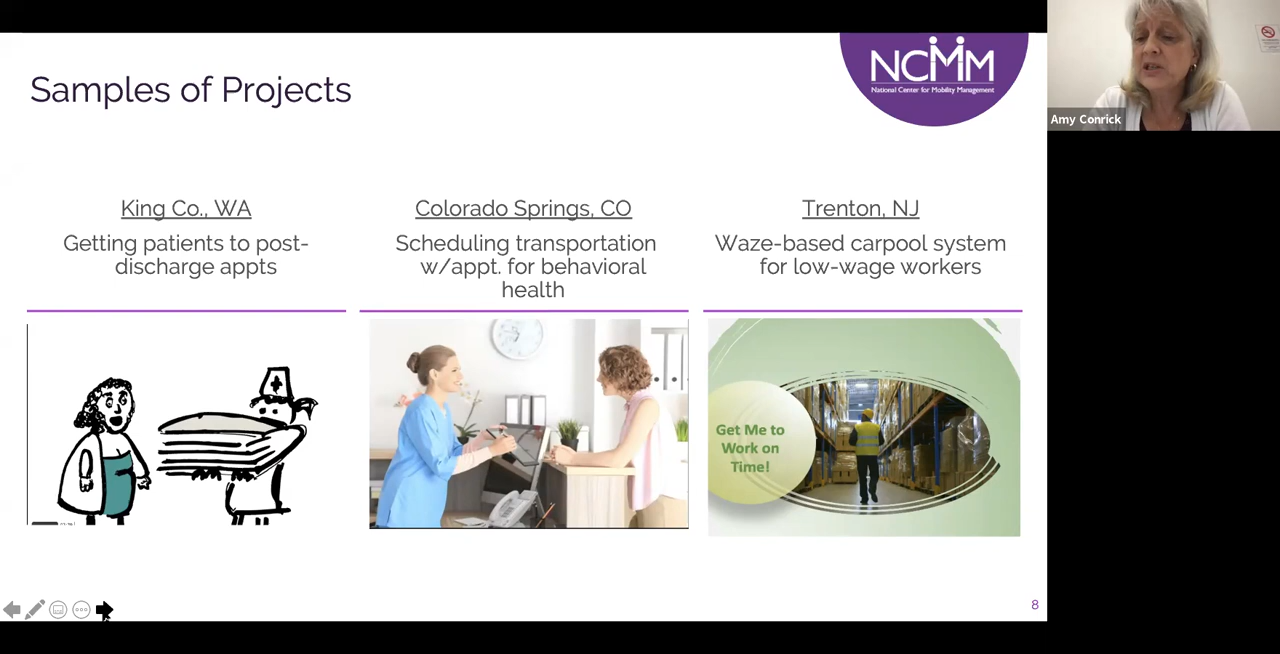 Samples of Projects
NCMM
National Center for Mobility Management
Amy Conrick
King Co., WA
Getting patients to post-
discharge appts
Colorado Springs, CO
Scheduling transportation
w/appt. for behavioral
health
Trenton, NJ
Waze-based carpool system
for low-wage workers
Get Me to
Work on
Time!
8